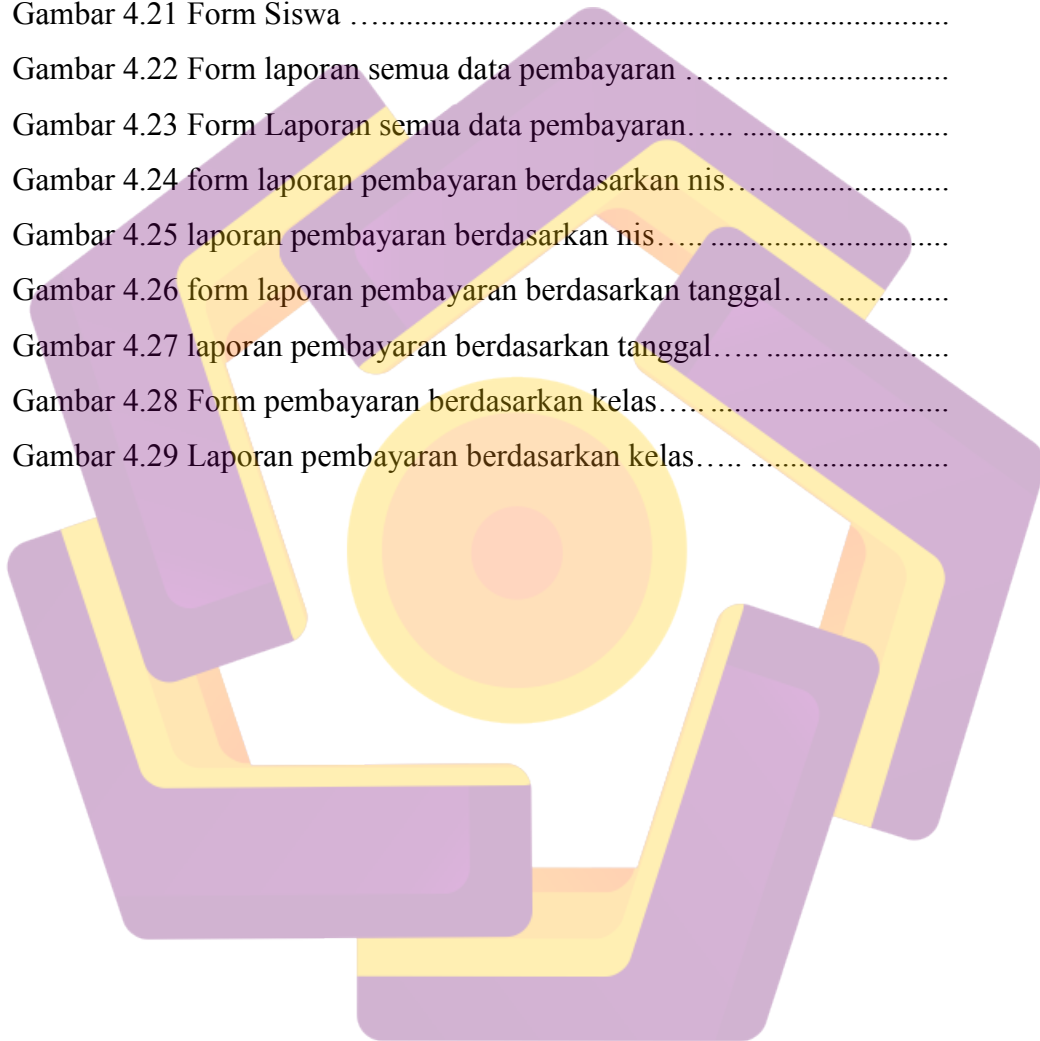 Gambar 4.21 Form Siswa ….............................................................................
Gambar 4.22 Form laporan semua data pembayaran ….............................
Gambar 4.23 Form Laporan semua data pembayaran….. ..........................
Gambar 4.24 form laporan pembayaran berdasarkan nis…........................
Gambar 4.25 laporan pembayaran berdasarkan nis….. ..............................
Gambar 4.26 form laporan pembayaran berdasarkan tanggal….. ..............
Gambar 4.27 laporan pembayaran berdasarkan tanggal….. .......................
Gambar 4.28 Form pembayaran berdasarkan kelas….. ..............................
Gambar 4.29 Laporan pembayaran berdasarkan kelas….. .........................